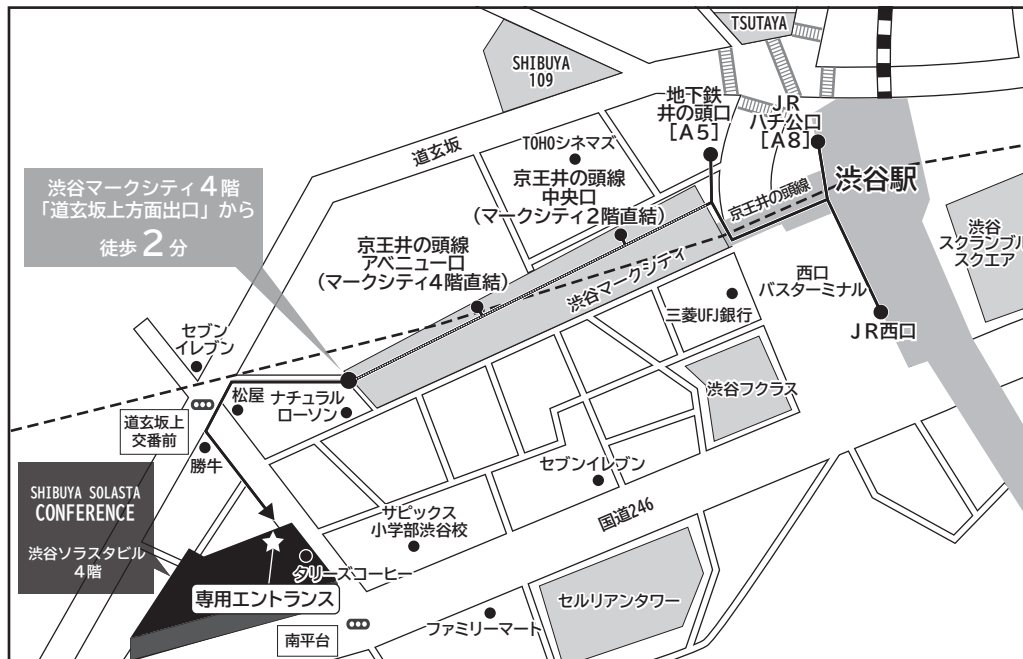 TSUTAYA
SHIBUYA
109
地下鉄
井の頭口
[A5]
JR
ハチ公口
[A8]
道玄坂
TOHOシネマズ
京王井の頭線
中央口
(マークシティ2階直結)
京王井の頭線
渋谷駅
渋谷マークシティ4階
「道玄坂上方面出口」から
徒歩2分
京王井の頭線
アベニュー口
(マークシティ4階直結)
渋谷マークシティ
渋谷
スクランブル
スクエア
西口
バスターミナル
三菱UFJ銀行
JR西口
セブン
イレブン
松屋
ナチュラル
ローソン
渋谷フクラス
道玄坂上
交番前
勝牛
セブンイレブン
SHIBUYA SOLASTA
CONFERENCE
渋谷ソラスタビル
4階
サピックス
小学部渋谷校
国道246
タリーズコーヒー
専用エントランス
セルリアンタワー
南平台
ファミリーマート